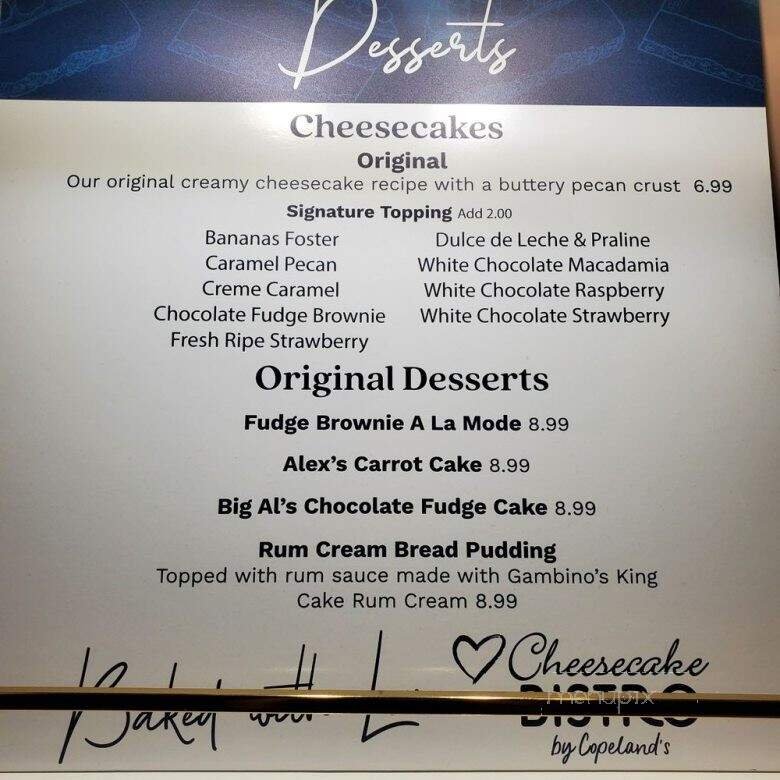 Desserts
Cheesecakes
Original
Our original creamy cheesecake recipe with a buttery pecan crust 6.99
Signature Topping Add 2.00
Bananas Foster
Caramel Pecan
Creme Caramel
Chocolate Fudge Brownie
Fresh Ripe Strawberry
Dulce de Leche & Praline
White Chocolate Macadamia
White Chocolate Raspberry
White Chocolate Strawberry
Original Desserts
Fudge Brownie A La Mode 8.99
Alex's Carrot Cake 8.99
Big Al's Chocolate Fudge Cake 8.99
Rum Cream Bread Pudding
Topped with rum sauce made with Gambino's King
Cake Rum Cream 8.99
Baked with
Cheesecake
BISTRO
menupix
by Copeland's